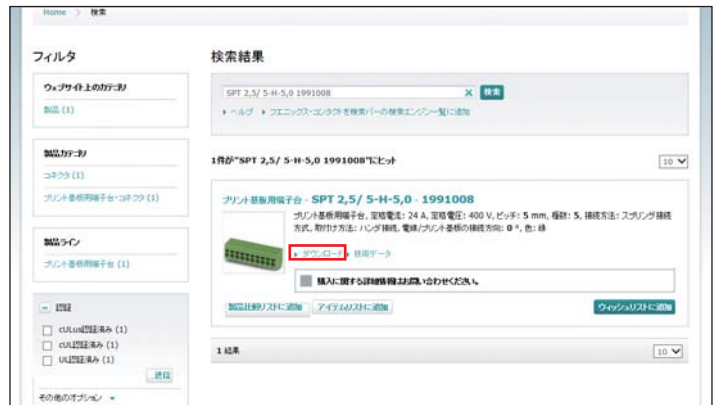 Home > 検索
フィルタ
ウェブサイト上のカテゴリ
製品 (1)
製品カテゴリ
コネクタ (1)
プリント基板用端子台・コネクタ (1)
製品ライン
プリント基板用端子台 (1)
認証
cULus認証済み (1)
cUL認証済み (1)
UL認証済み (1)
送信
その他のオプション
検索結果
SPT 2,5/ 5-H-5,0 1991008
検索
ヘルプ
フエニックス・コンタクトを検索バーの検索エンジン一覧に追加
1件が"SPT 2,5/ 5-H-5,0 1991008"にヒット
10
プリント基板用端子台 - SPT 2,5/ 5-H-5,0 - 1991008
プリント基板用端子台, 定格電流: 24 A, 定格電圧: 400 V, ピッチ: 5 mm, 極数: 5, 接続方法: スプリング接続
方式, 取付け方法: ハンダ接続, 電線/プリント基板の接続方向: 0 °, 色: 緑
ダウンロード
技術データ
購入に関する詳細情報はお問い合わせください。
製品比較リストに追加
アイテムリストに追加
ウィッシュリストに追加
1 結果
10